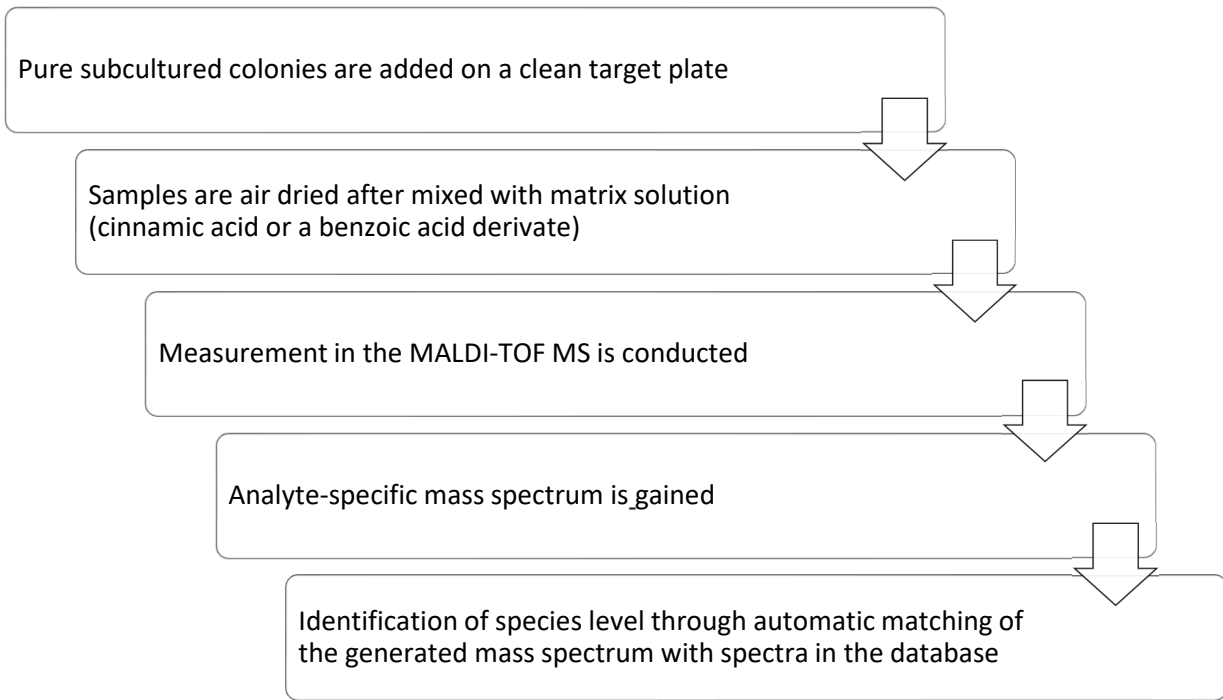 Pure subcultured colonies are added on a clean target plate
Samples are air dried after mixed with matrix solution
(cinnamic acid or a benzoic acid derivate)
Measurement in the MALDI-TOF MS is conducted
Analyte-specific mass spectrum is gained
Identification of species level through automatic matching of
the generated mass spectrum with spectra in the database